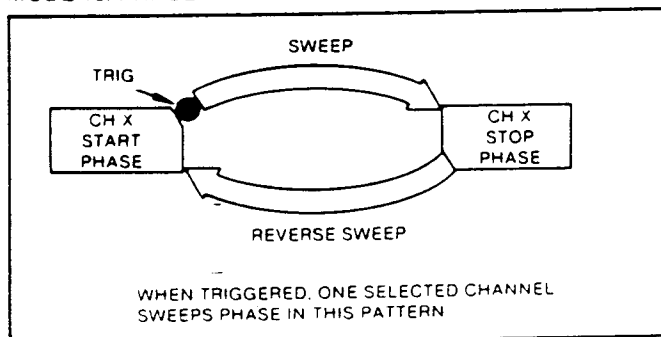 SWEEP
TRIG
CH X
START
PHASE
CH X
STOP
PHASE
REVERSE SWEEP
WHEN TRIGGERED, ONE SELECTED CHANNEL
SWEEPS PHASE IN THIS PATTERN